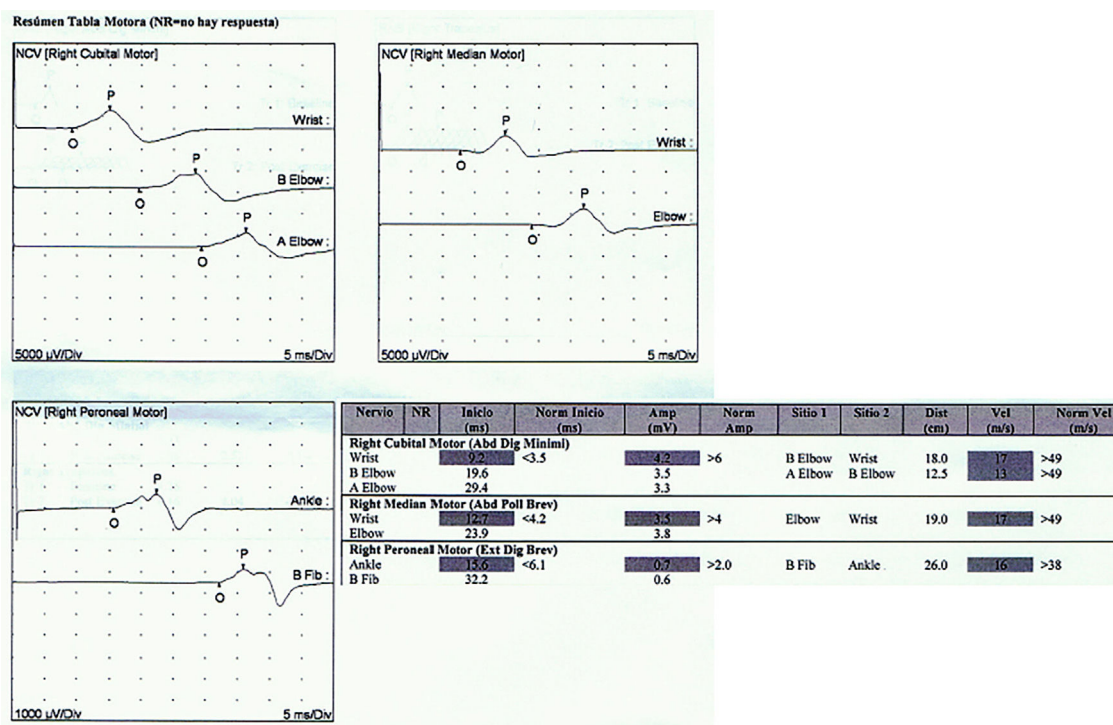 Resúmen Tabla Motora (NR=no hay respuesta)
NCV [Right Cubital Motor]
P
Wrist :
O
P
B Elbow :
O
P
A Elbow :
O
5000 µV/Div 5 ms/Div
NCV [Right Median Motor]
P
Wrist :
O
P
Elbow :
O
5000 µV/Div 5 ms/Div
NCV [Right Peroneal Motor]
P
Ankle :
O
P
B Fib :
O
1000 µV/Div 5 ms/Div
Nervio NR Inicio (ms) Norm Inicio (ms) Amp (mV) Norm Amp Sitio 1 Sitio 2 Dist (cm) Vel (m/s) Norm Vel (m/s)
Right Cubital Motor (Abd Dig Minimi)
Wrist 9.2 <3.5 4.2 >6 B Elbow Wrist 18.0 17 >49
B Elbow 19.6 3.5 A Elbow B Elbow 12.5 13 >49
A Elbow 29.4 3.3
Right Median Motor (Abd Poll Brev)
Wrist 12.7 <4.2 3.5 >4 Elbow Wrist 19.0 17 >49
Elbow 23.9 3.8
Right Peroneal Motor (Ext Dig Brev)
Ankle 15.6 <6.1 0.7 >2.0 B Fib Ankle 26.0 16 >38
B Fib 32.2 0.6